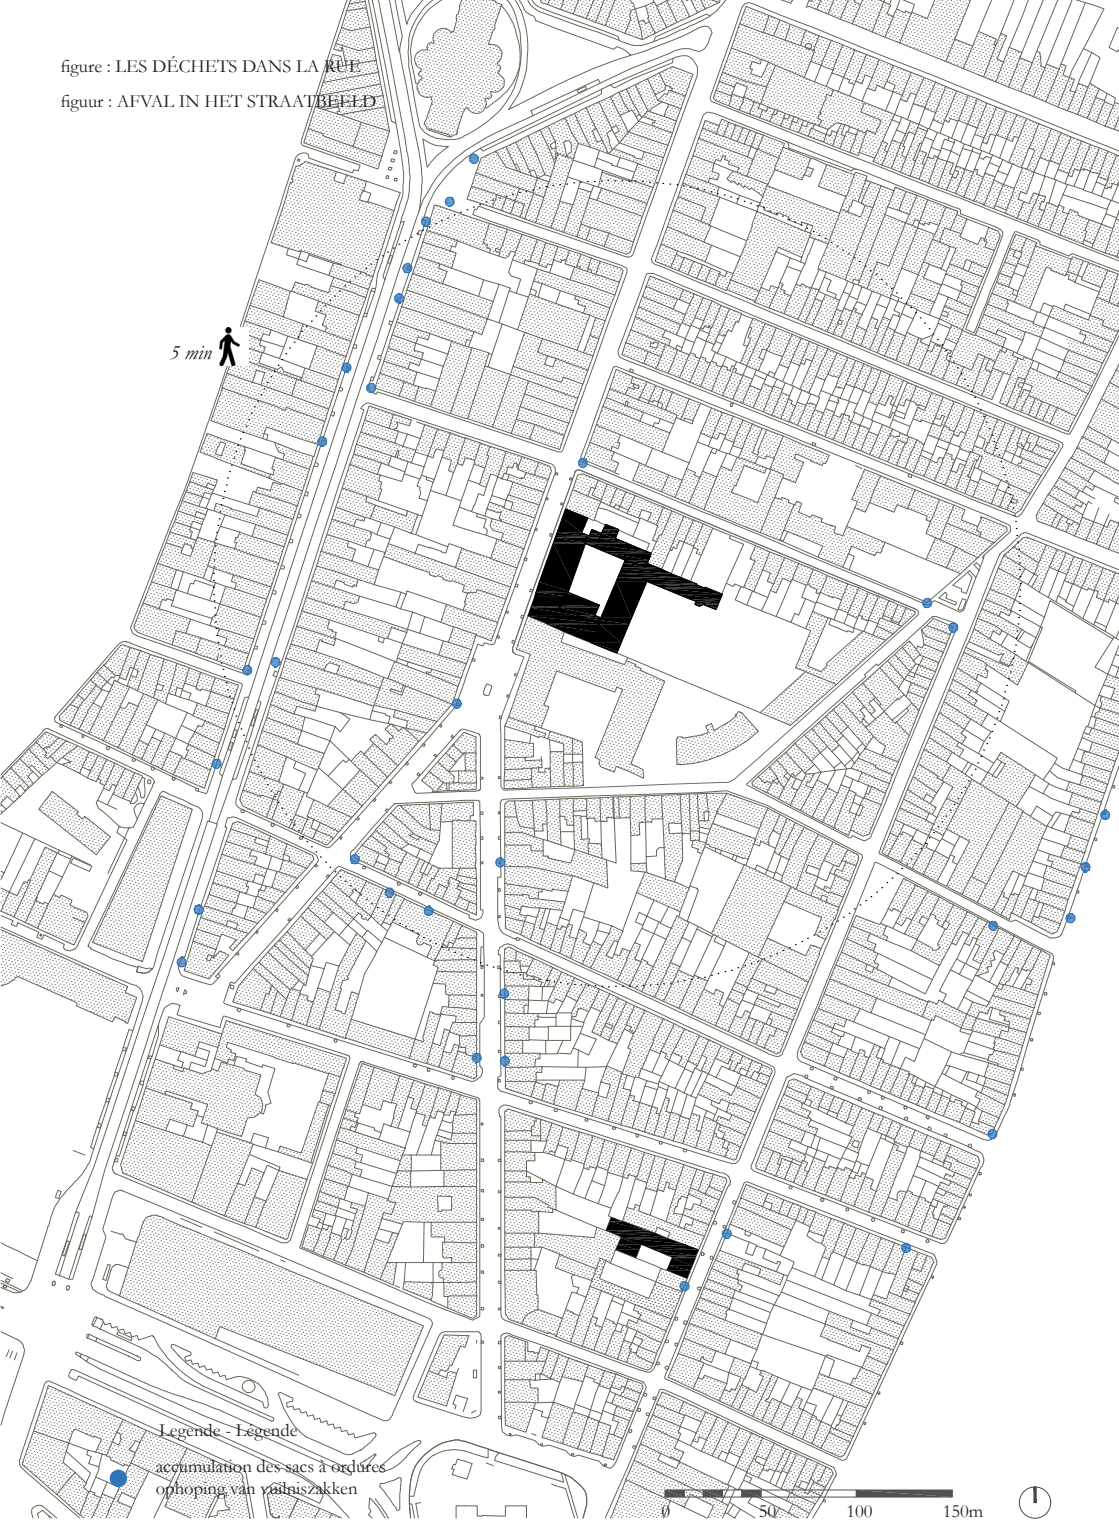 figure : LES DÉCHETS DANS LA RUE
figuur : AFVAL IN HET STRAATBEELD
5 min
Legende - Légende
accumulation des sacs à ordures
ophoping van vuilniszakken
0 50 100 150m